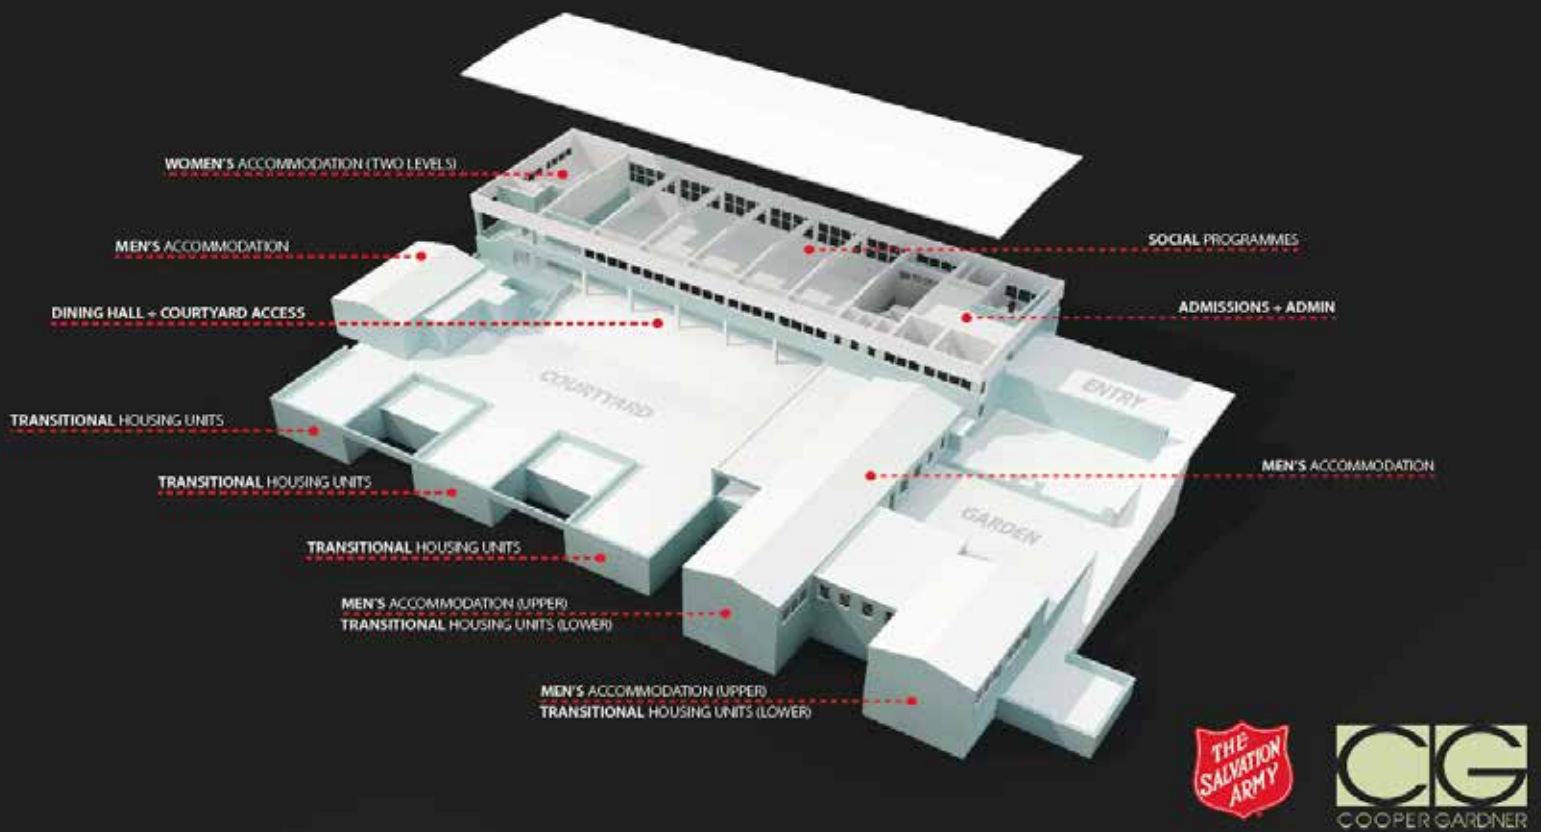 WOMEN'S ACCOMMODATION (TWO LEVELS)
MEN'S ACCOMMODATION
SOCIAL PROGRAMMES
DINING HALL + COURTYARD ACCESS
ADMISSIONS + ADMIN
COURTYARD
ENTRY
TRANSITIONAL HOUSING UNITS
MEN'S ACCOMMODATION
TRANSITIONAL HOUSING UNITS
GARDEN
TRANSITIONAL HOUSING UNITS
MEN'S ACCOMMODATION (UPPER)
TRANSITIONAL HOUSING UNITS (LOWER)
MEN'S ACCOMMODATION (UPPER)
TRANSITIONAL HOUSING UNITS (LOWER)
THE
SALVATION
ARMY
CG
COOPER GARDNER